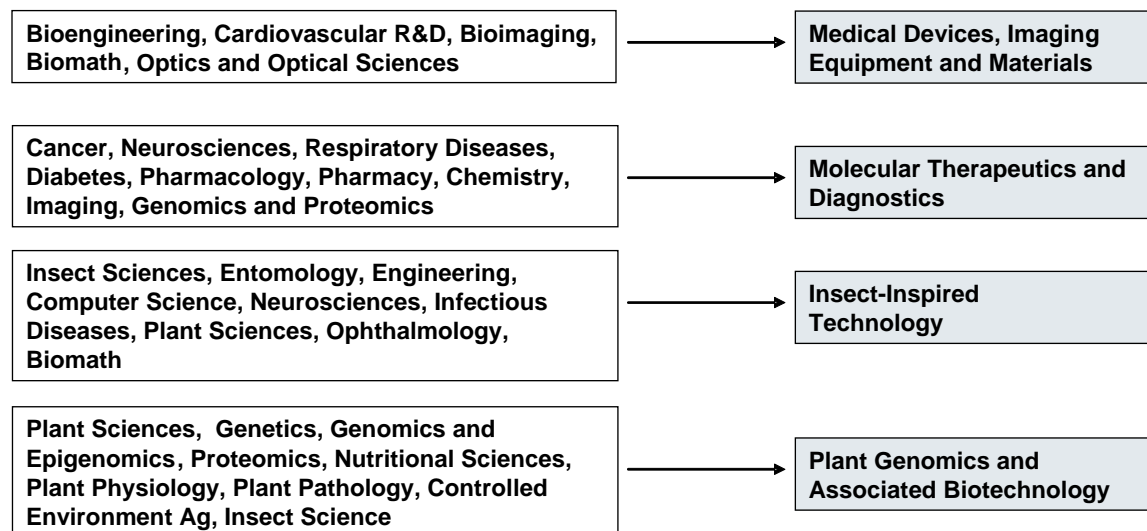 Bioengineering, Cardiovascular R&D, Bioimaging,
Biomath, Optics and Optical Sciences
Medical Devices, Imaging
Equipment and Materials
Cancer, Neurosciences, Respiratory Diseases,
Diabetes, Pharmacology, Pharmacy, Chemistry,
Imaging, Genomics and Proteomics
Molecular Therapeutics and
Diagnostics
Insect Sciences, Entomology, Engineering,
Computer Science, Neurosciences, Infectious
Diseases, Plant Sciences, Ophthalmology,
Biomath
Insect-Inspired
Technology
Plant Sciences, Genetics, Genomics and
Epigenomics, Proteomics, Nutritional Sciences,
Plant Physiology, Plant Pathology, Controlled
Environment Ag, Insect Science
Plant Genomics and
Associated Biotechnology